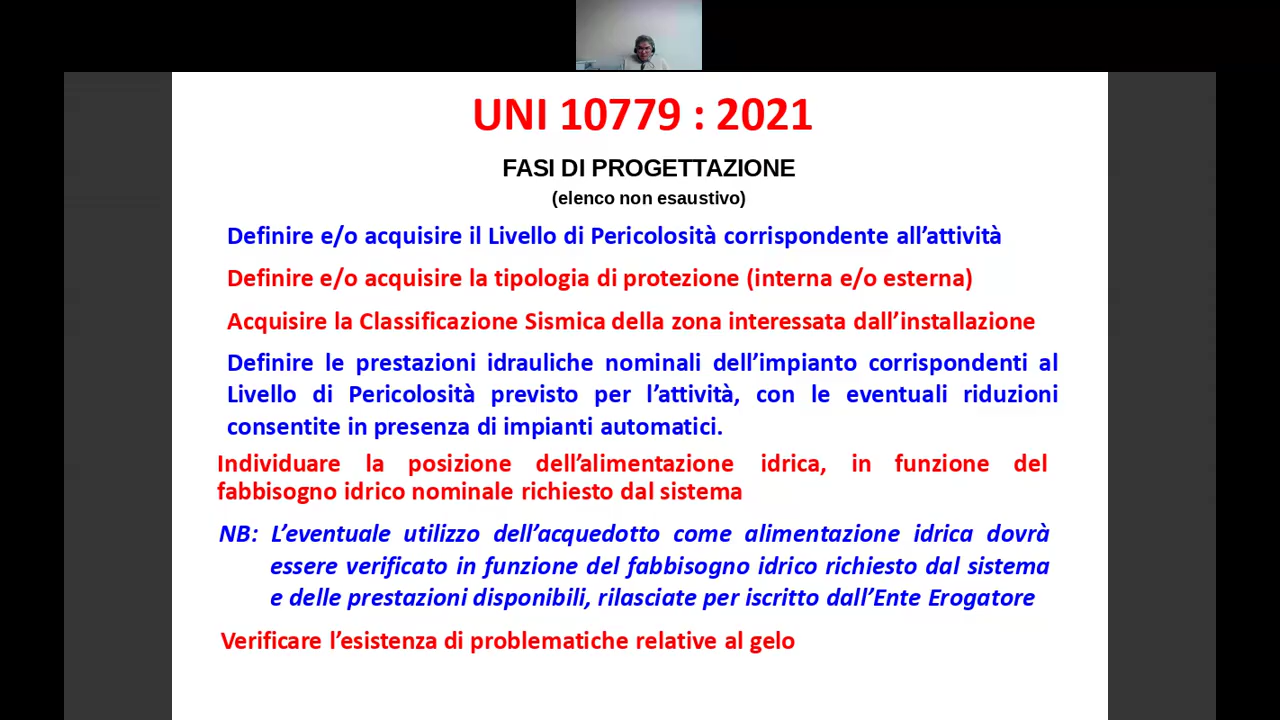 UNI 10779 : 2021
FASI DI PROGETTAZIONE
(elenco non esaustivo)
Definire e/o acquisire il Livello di Pericolosità corrispondente all’attività
Definire e/o acquisire la tipologia di protezione (interna e/o esterna)
Acquisire la Classificazione Sismica della zona interessata dall’installazione
Definire le prestazioni idrauliche nominali dell’impianto corrispondenti al
Livello di Pericolosità previsto per l’attività, con le eventuali riduzioni
consentite in presenza di impianti automatici.
Individuare la posizione dell’alimentazione idrica, in funzione del
fabbisogno idrico nominale richiesto dal sistema
NB: L’eventuale utilizzo dell’acquedotto come alimentazione idrica dovrà
essere verificato in funzione del fabbisogno idrico richiesto dal sistema
e delle prestazioni disponibili, rilasciate per iscritto dall’Ente Erogatore
Verificare l’esistenza di problematiche relative al gelo